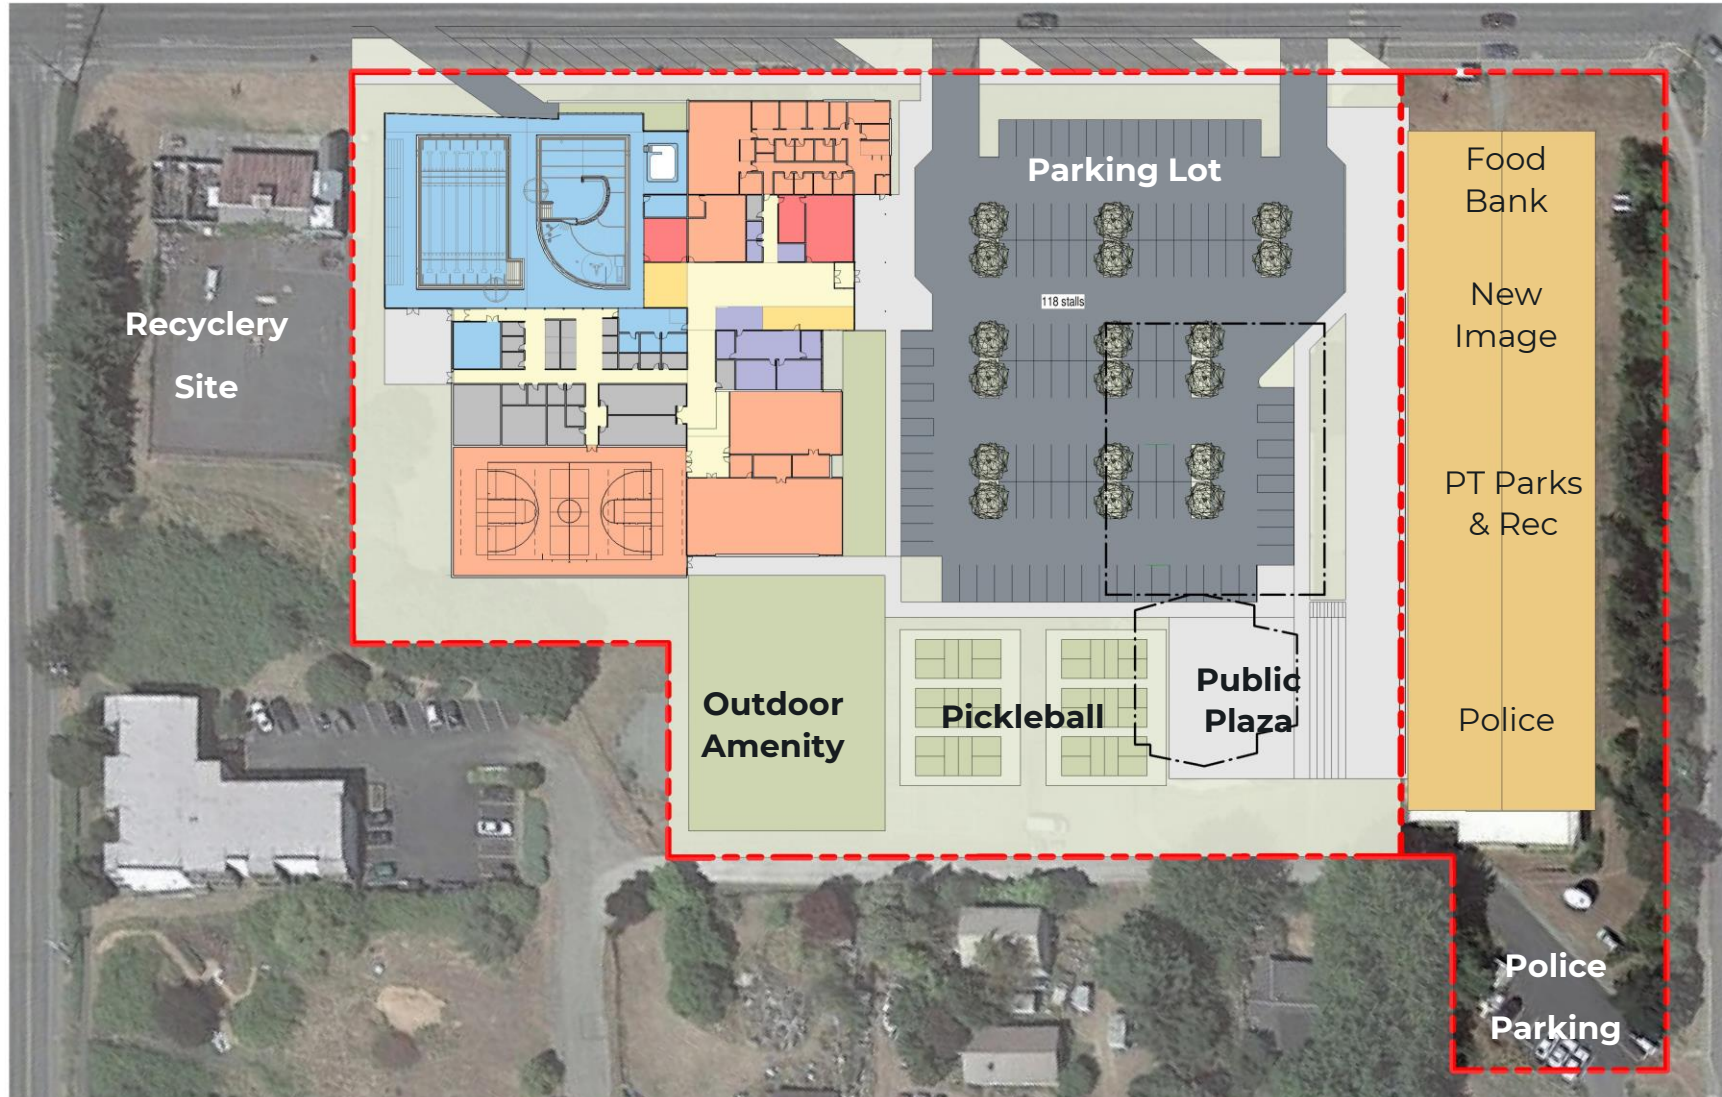 Parking Lot
Food
Bank
118 stalls
New
Image
Recyclery
Site
PT Parks
& Rec
Outdoor
Amenity
Pickleball
Public
Plaza
Police
Police
Parking